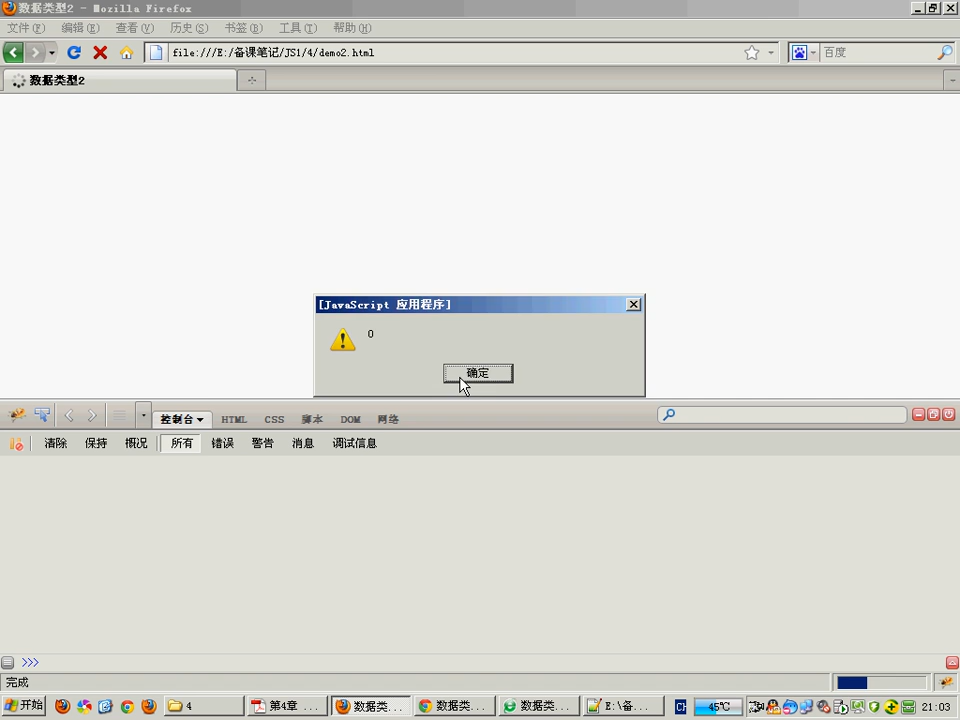 数据类型2 - Mozilla Firefox
文件(F) 编辑(E) 查看(V) 历史(S) 书签(B) 工具(T) 帮助(H)
file:///E:/备课笔记/JS1/4/demo2.html 百度
数据类型2
[JavaScript 应用程序]
0
确定
控制台 HTML CSS 脚本 DOM 网络
清除 保持 概况 所有 错误 警告 消息 调试信息
>>>
完成
开始 4 第4章 ... 数据类... 数据类... 数据类... E:\备... CH 45℃ 21:03